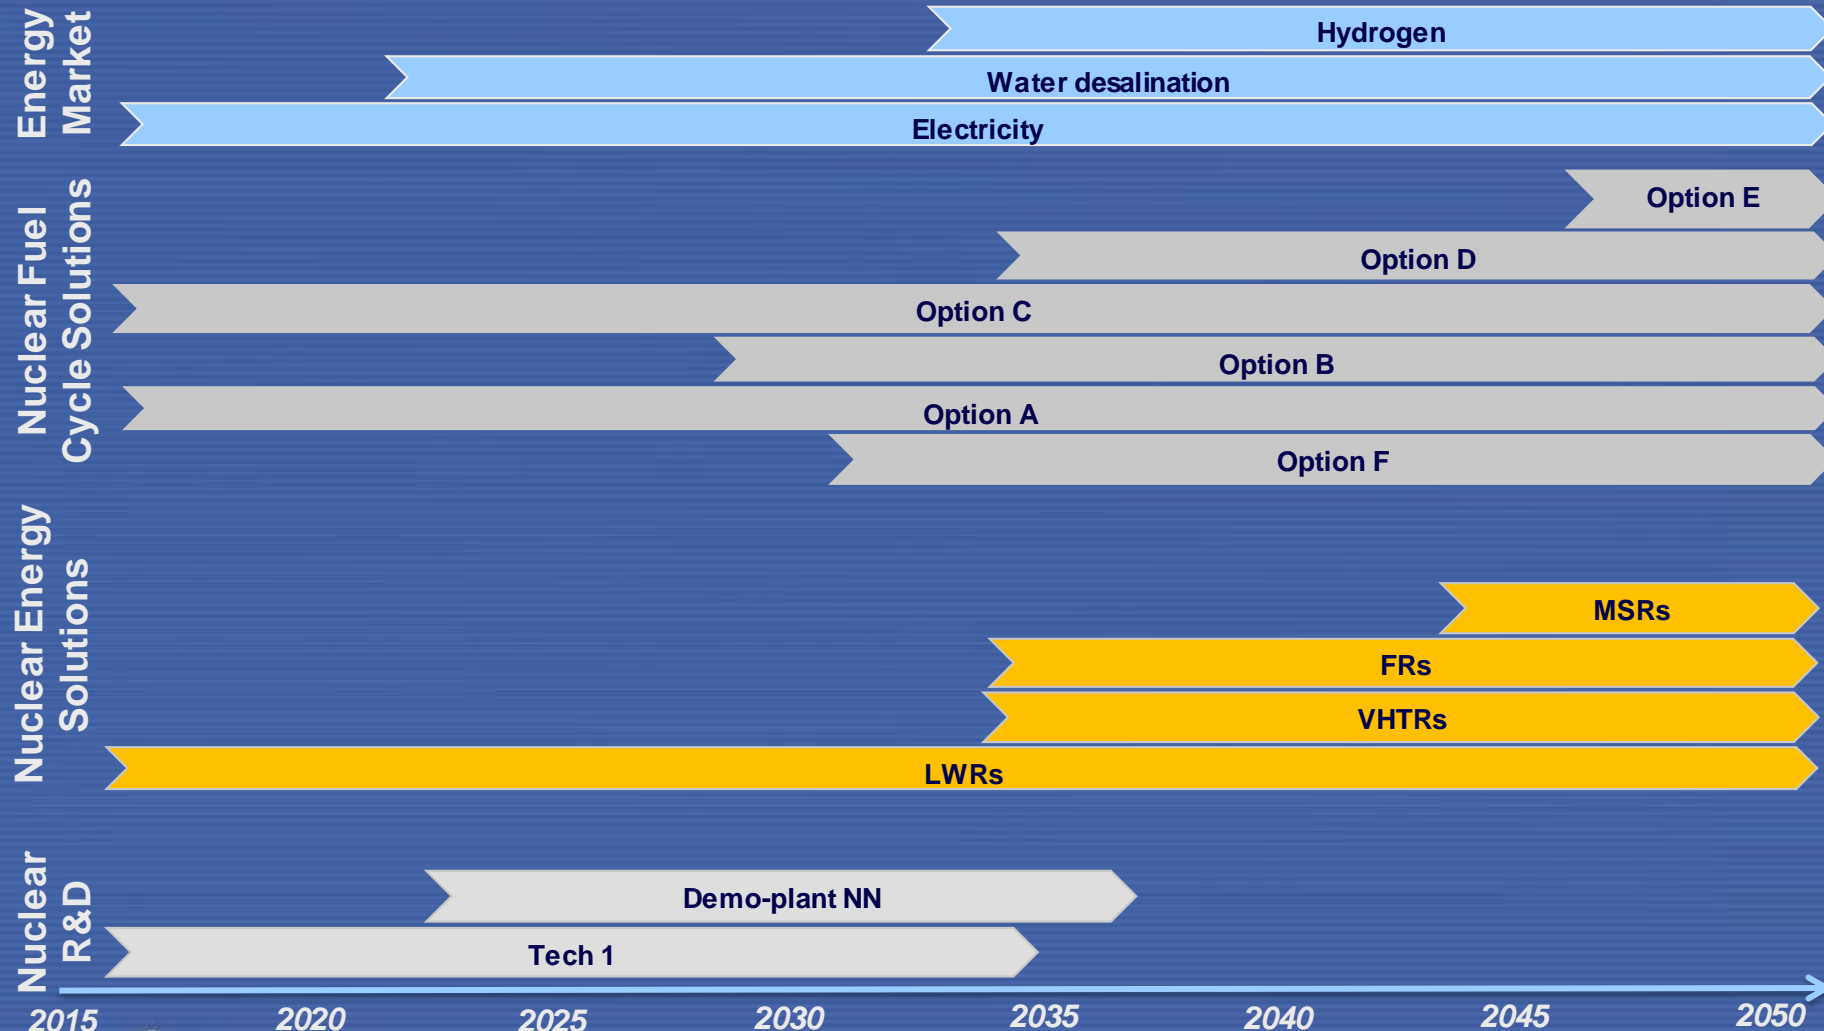 Energy
Market
Hydrogen
Water desalination
Electricity
Nuclear Fuel
Cycle Solutions
Option E
Option D
Option C
Option B
Option A
Option F
Nuclear Energy
Solutions
MSRs
FRs
VHTRs
LWRs
Nuclear
R&D
Demo-plant NN
Tech 1
2015 2020 2025 2030 2035 2040 2045 2050